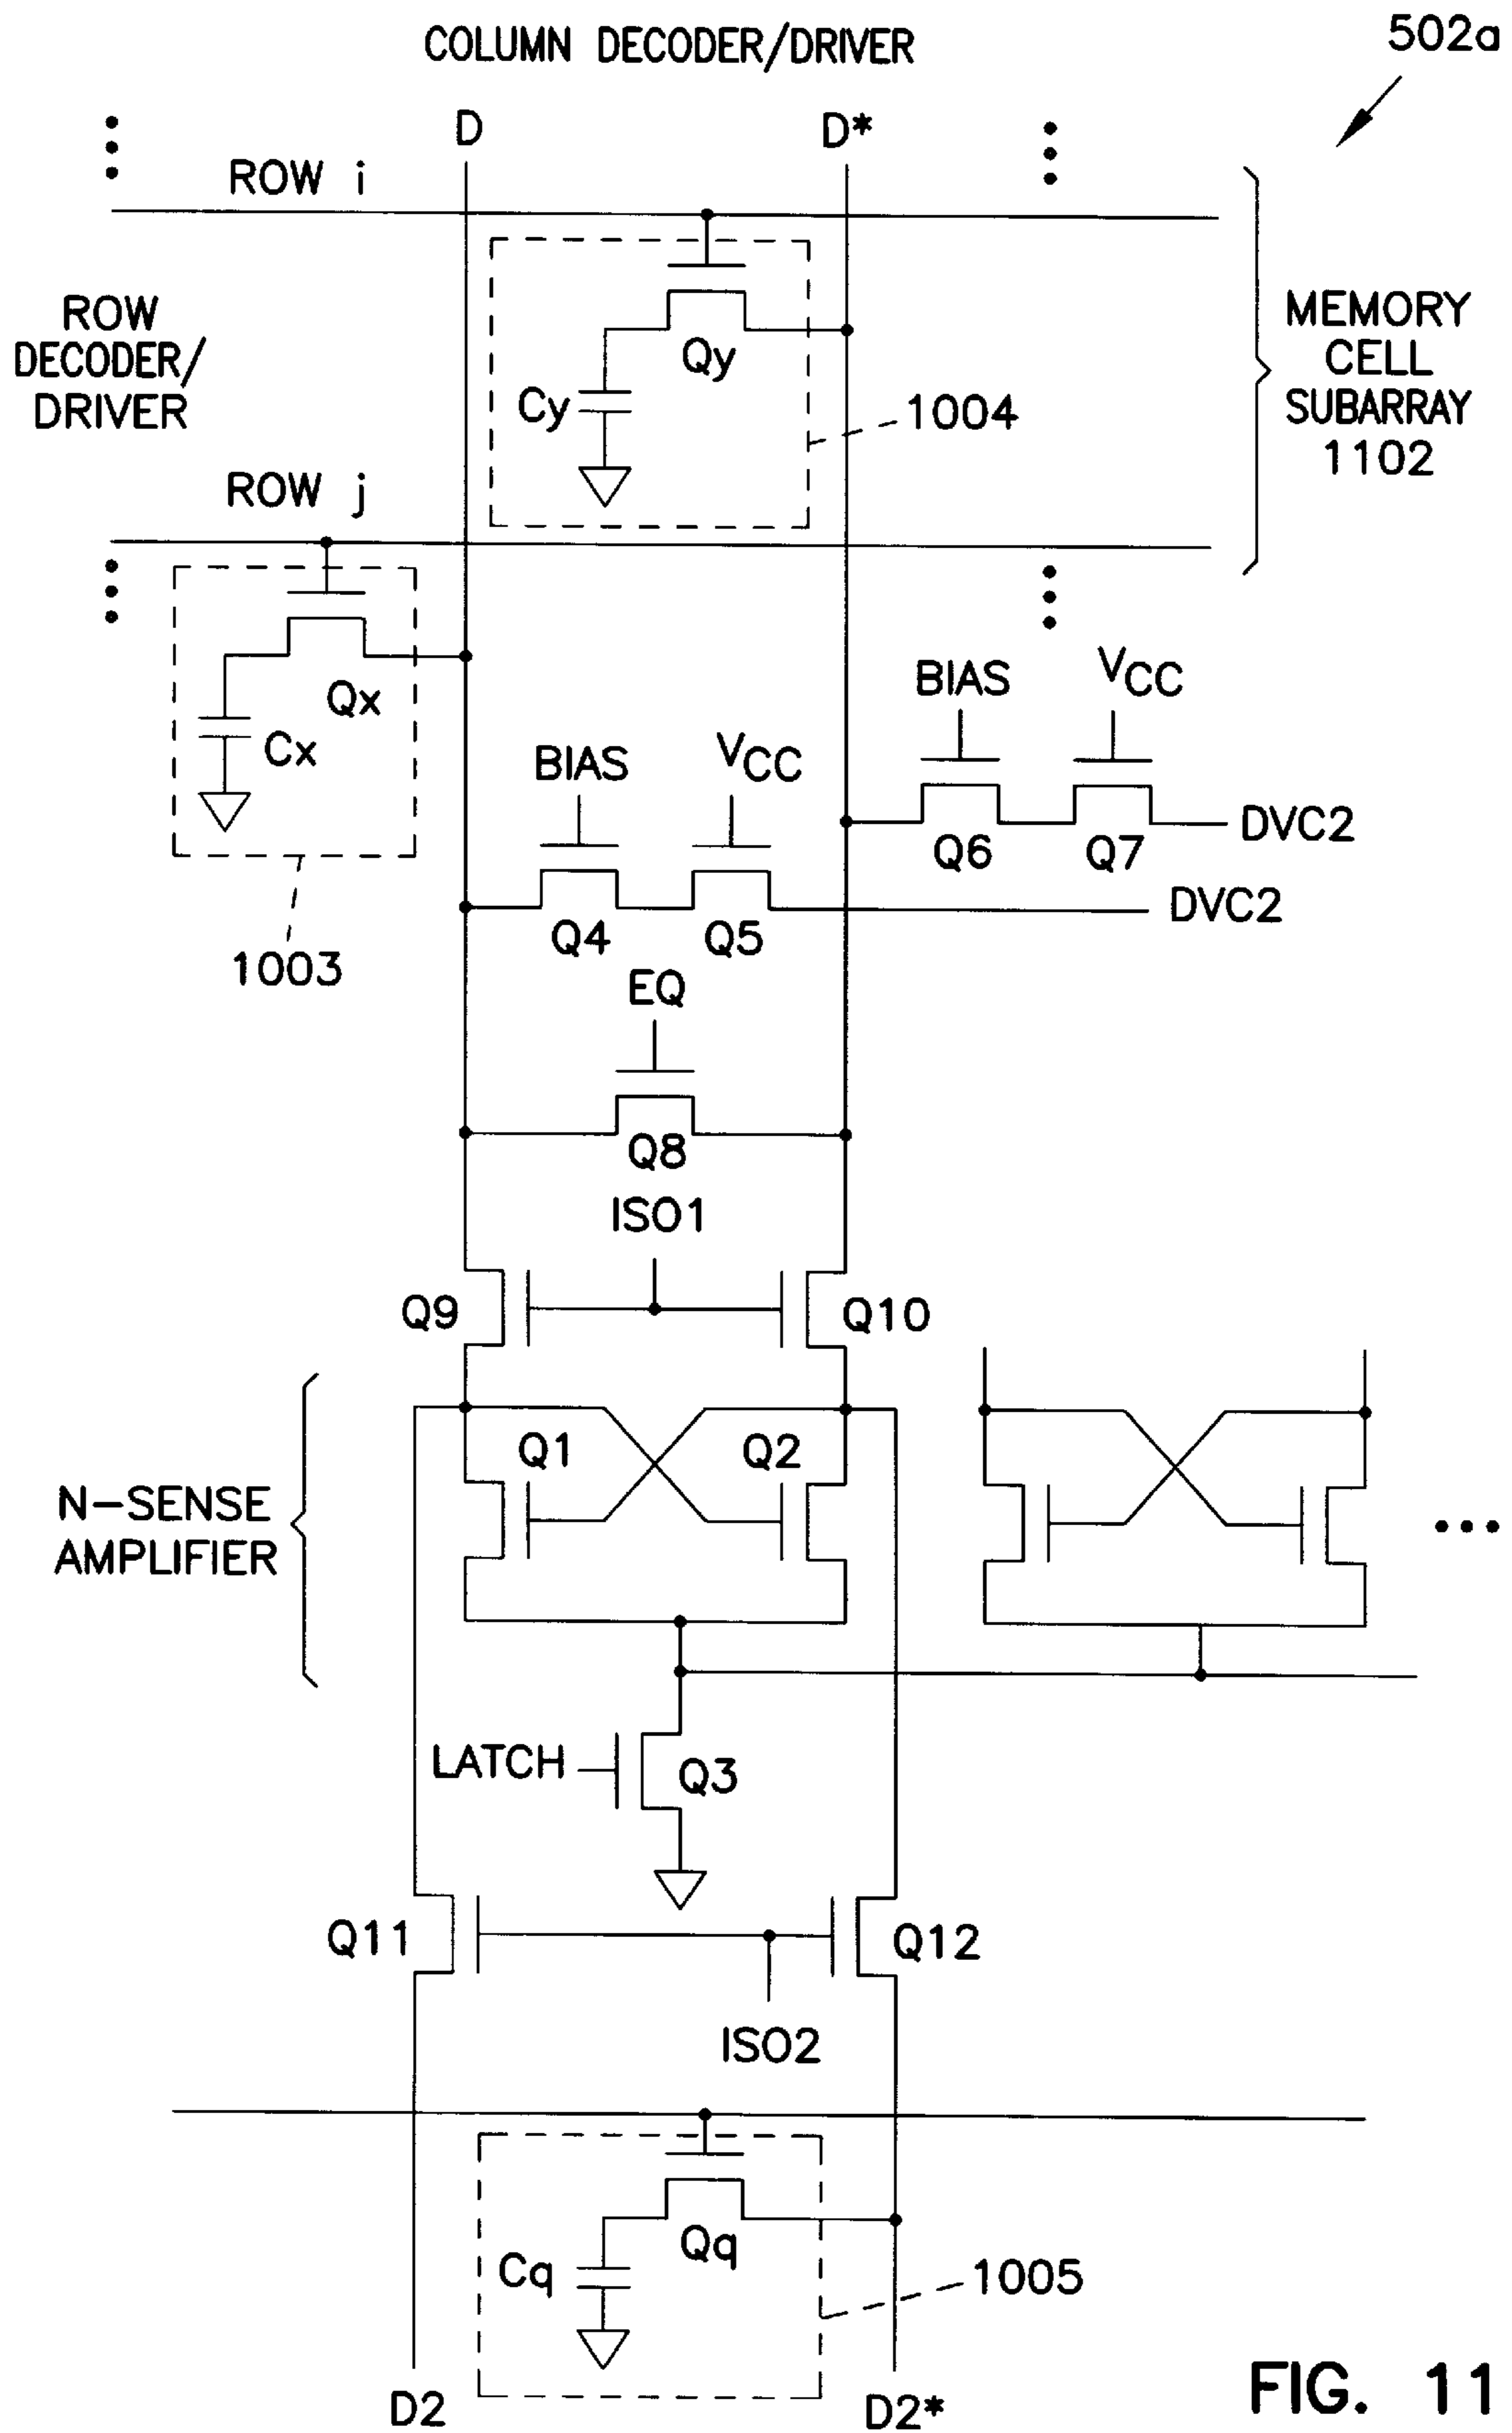 502a
COLUMN DECODER/DRIVER
D
D*
ROW i
ROW
DECODER/
DRIVER
Qy
Cy
1004
MEMORY
CELL
SUBARRAY
1102
ROW j
Qx
Cx
1003
BIAS
VCC
BIAS
VCC
Q6
Q7
DVC2
Q4
Q5
DVC2
EQ
Q8
ISO1
Q9
Q10
Q1
Q2
N-SENSE
AMPLIFIER
LATCH
Q3
Q11
Q12
ISO2
Qq
Cq
1005
D2
D2*
FIG. 11